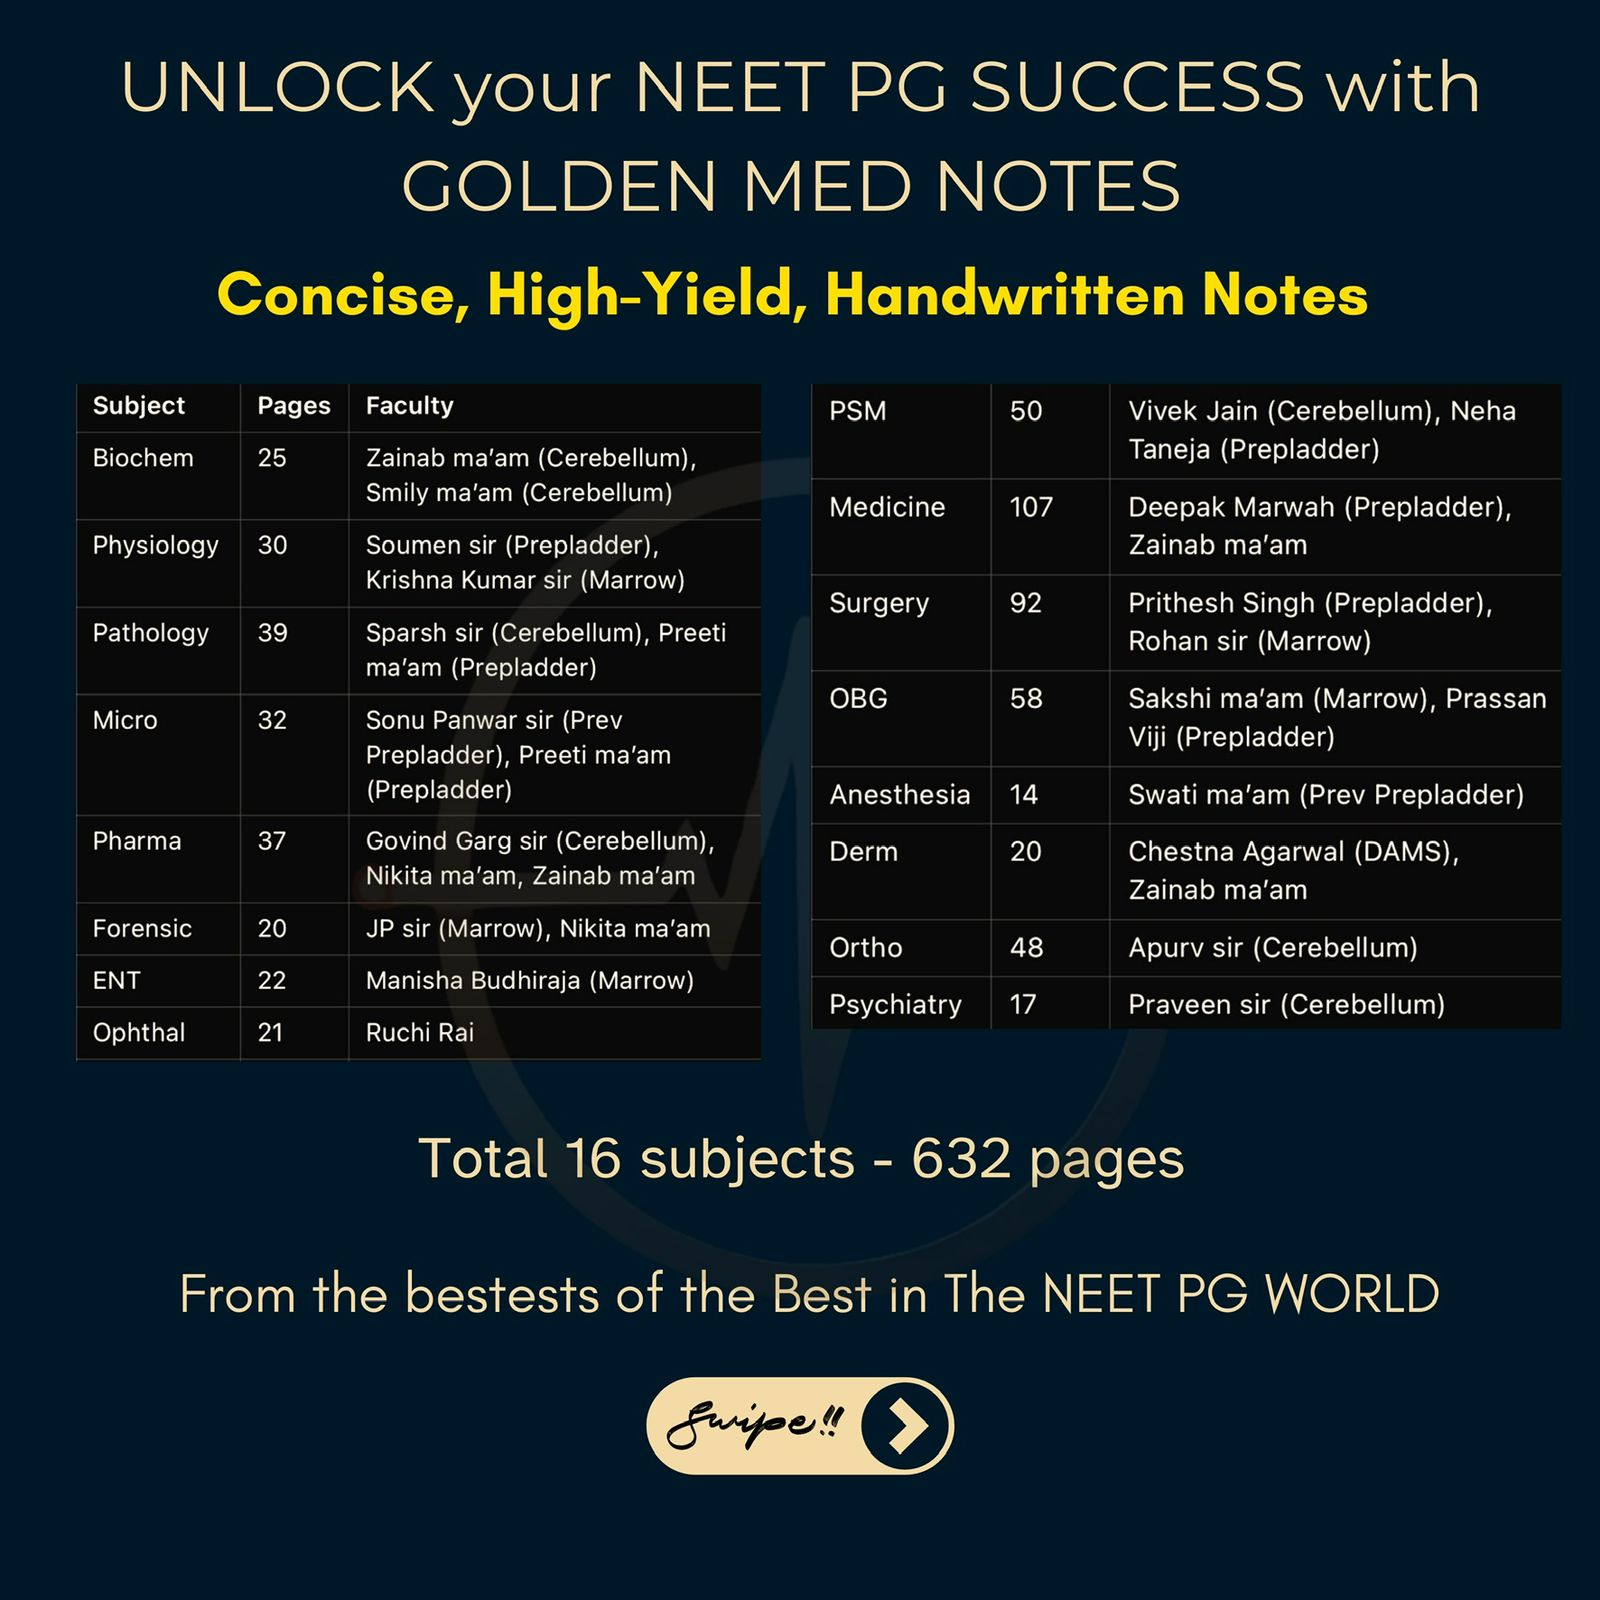 UNLOCK your NEET PG SUCCESS with
GOLDEN MED NOTES
Concise, High-Yield, Handwritten Notes
Subject Pages Faculty
Biochem 25 Zainab ma’am (Cerebellum),
Smily ma’am (Cerebellum)
Physiology 30 Soumen sir (Prepladder),
Krishna Kumar sir (Marrow)
Pathology 39 Sparsh sir (Cerebellum), Preeti
ma’am (Prepladder)
Micro 32 Sonu Panwar sir (Prev
Prepladder), Preeti ma’am
(Prepladder)
Pharma 37 Govind Garg sir (Cerebellum),
Nikita ma’am, Zainab ma’am
Forensic 20 JP sir (Marrow), Nikita ma’am
ENT 22 Manisha Budhiraja (Marrow)
Ophthal 21 Ruchi Rai
PSM 50 Vivek Jain (Cerebellum), Neha
Taneja (Prepladder)
Medicine 107 Deepak Marwah (Prepladder),
Zainab ma’am
Surgery 92 Prithesh Singh (Prepladder),
Rohan sir (Marrow)
OBG 58 Sakshi ma’am (Marrow), Prassan
Viji (Prepladder)
Anesthesia 14 Swati ma’am (Prev Prepladder)
Derm 20 Chestna Agarwal (DAMS),
Zainab ma’am
Ortho 48 Apurv sir (Cerebellum)
Psychiatry 17 Praveen sir (Cerebellum)
Total 16 subjects - 632 pages
From the bestests of the Best in The NEET PG WORLD
Swipe!!